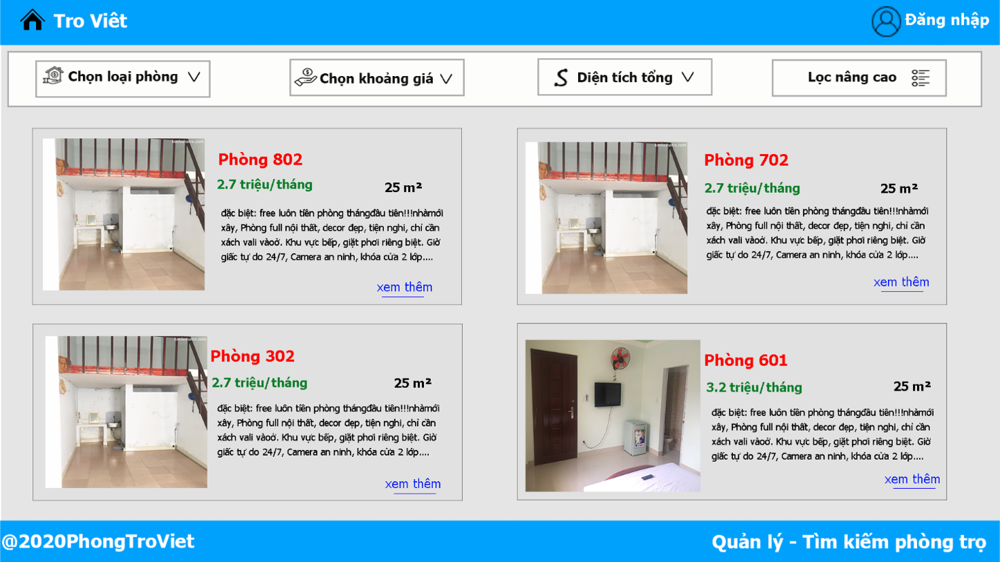 Tro Viêt
Đăng nhập
Chọn loại phòng
Chọn khoảng giá
Diện tích tổng
Lọc nâng cao
Phòng 802
2.7 triệu/tháng
25 m²
đặc biệt: free luôn tiền phòng thángđầu tiên!!!nhàmới
xây, Phòng full nội thất, decor đẹp, tiện nghi, chỉ cần
xách vali vàoở. Khu vực bếp, giặt phơi riêng biệt. Giờ
giấc tự do 24/7, Camera an ninh, khóa cửa 2 lớp....
xem thêm
Phòng 702
2.7 triệu/tháng
25 m²
đặc biệt: free luôn tiền phòng thángđầu tiên!!!nhàmới
xây, Phòng full nội thất, decor đẹp, tiện nghi, chỉ cần
xách vali vàoở. Khu vực bếp, giặt phơi riêng biệt. Giờ
giấc tự do 24/7, Camera an ninh, khóa cửa 2 lớp....
xem thêm
Phòng 302
2.7 triệu/tháng
25 m²
đặc biệt: free luôn tiền phòng thángđầu tiên!!!nhàmới
xây, Phòng full nội thất, decor đẹp, tiện nghi, chỉ cần
xách vali vàoở. Khu vực bếp, giặt phơi riêng biệt. Giờ
giấc tự do 24/7, Camera an ninh, khóa cửa 2 lớp....
xem thêm
Phòng 601
3.2 triệu/tháng
25 m²
đặc biệt: free luôn tiền phòng thángđầu tiên!!!nhàmới
xây, Phòng full nội thất, decor đẹp, tiện nghi, chỉ cần
xách vali vàoở. Khu vực bếp, giặt phơi riêng biệt. Giờ
giấc tự do 24/7, Camera an ninh, khóa cửa 2 lớp....
xem thêm
@2020PhongTroViet
Quản lý - Tìm kiếm phòng trọ